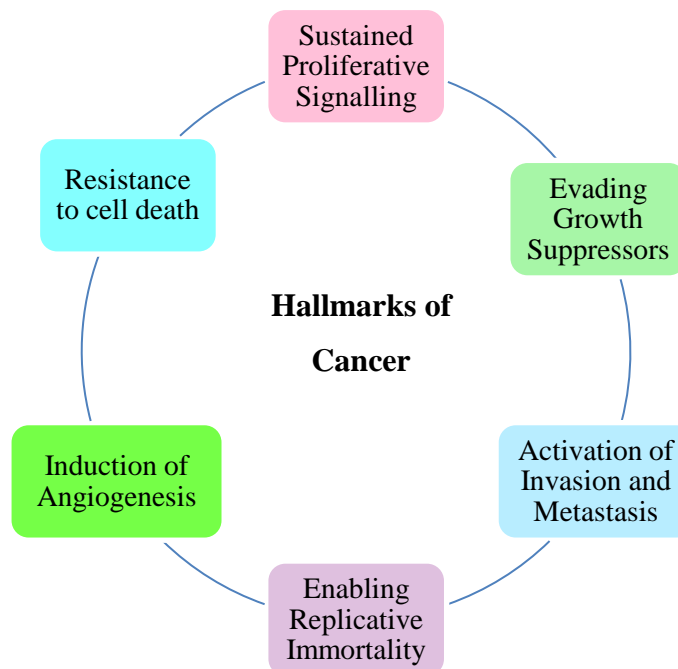 Sustained
Proliferative
Signalling
Evading
Growth
Suppressors
Activation of
Invasion and
Metastasis
Enabling
Replicative
Immortality
Induction of
Angiogenesis
Resistance
to cell death
Hallmarks of
Cancer